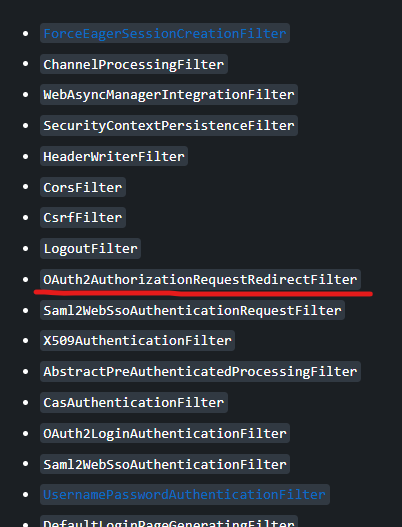 ForceEagerSessionCreationFilter
ChannelProcessingFilter
WebAsyncManagerIntegrationFilter
SecurityContextPersistenceFilter
HeaderWriterFilter
CorsFilter
CsrfFilter
LogoutFilter
OAuth2AuthorizationRequestRedirectFilter
Saml2WebSsoAuthenticationRequestFilter
X509AuthenticationFilter
AbstractPreAuthenticatedProcessingFilter
CasAuthenticationFilter
OAuth2LoginAuthenticationFilter
Saml2WebSsoAuthenticationFilter
UsernamePasswordAuthenticationFilter
DefaultLoginPageGeneratingFilter